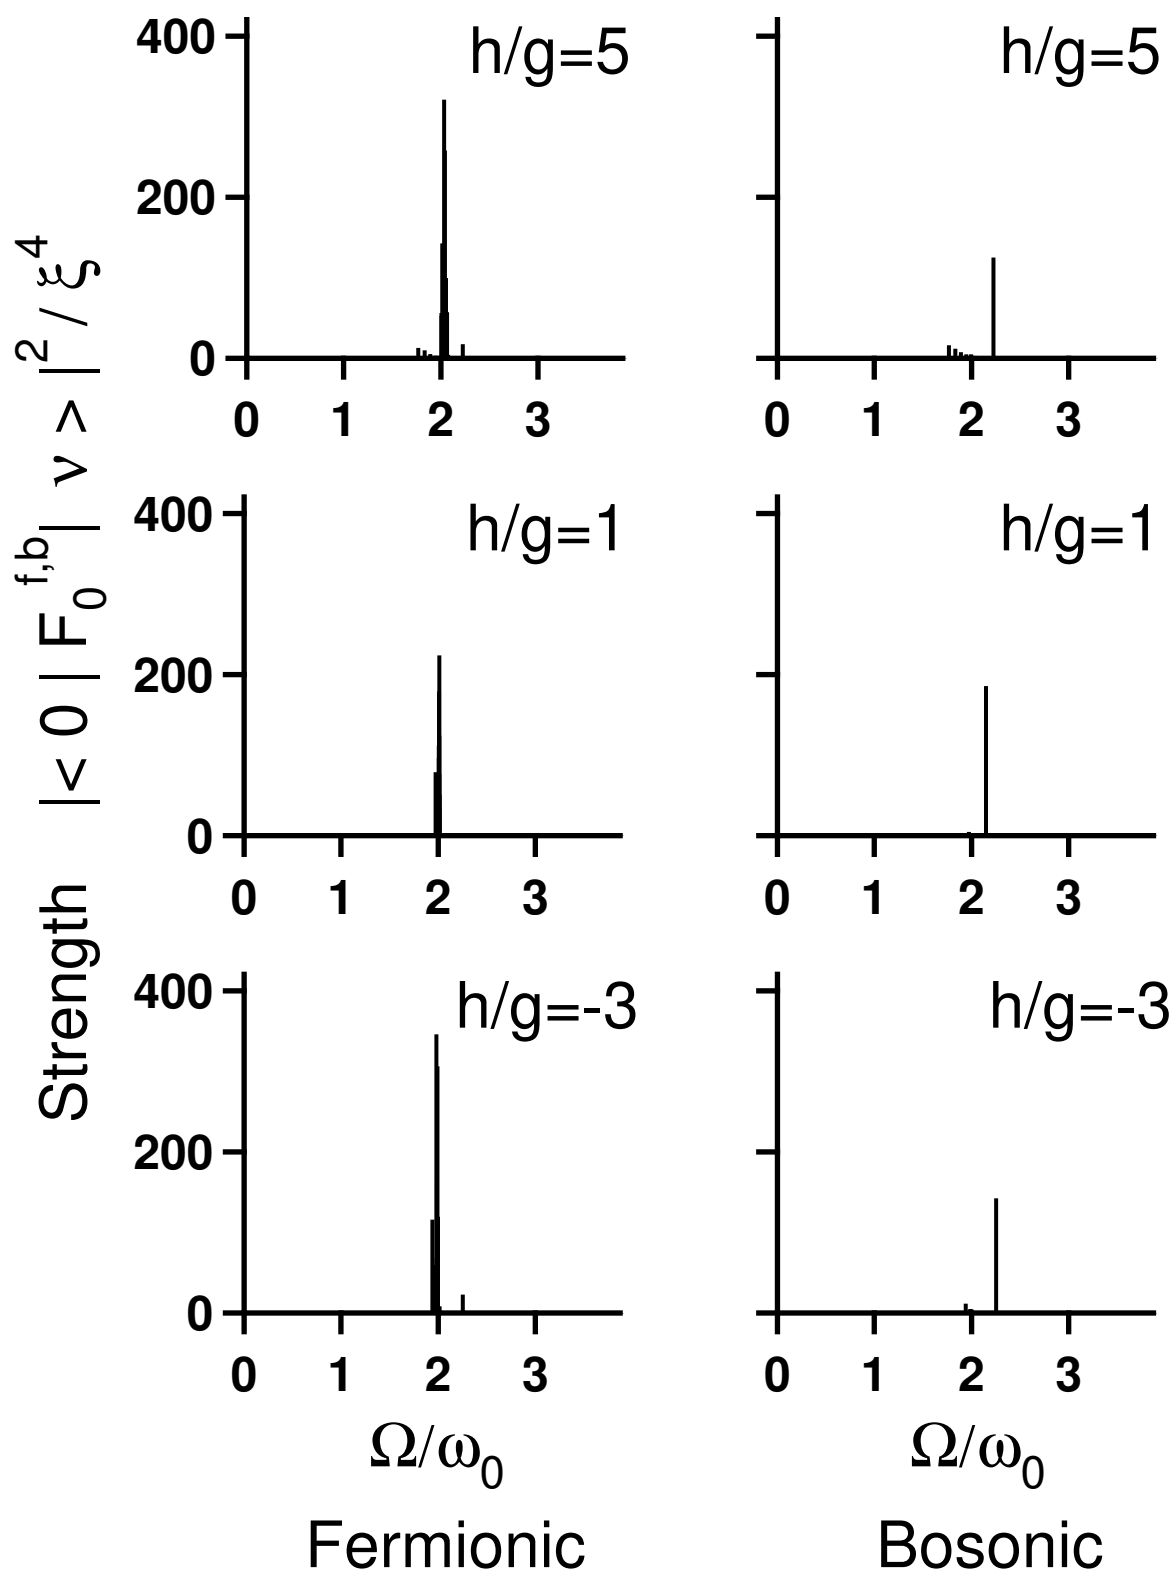 Strength |< 0 | F₀^f,b | ν > |² / ξ⁴
400
200
0
0 1 2 3
h/g=5
0 1 2 3
h/g=5
400
200
0
0 1 2 3
h/g=1
0 1 2 3
h/g=1
400
200
0
0 1 2 3
h/g=-3
0 1 2 3
h/g=-3
Ω/ω₀
Ω/ω₀
Fermionic
Bosonic